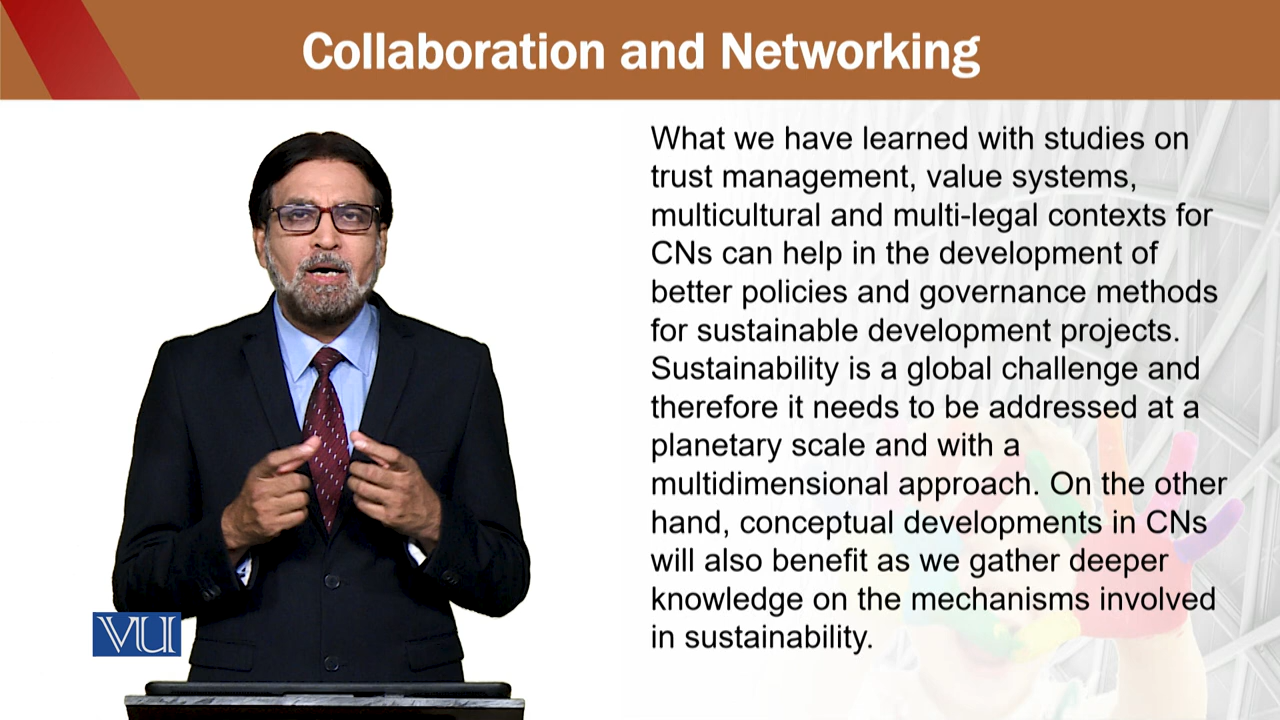 Collaboration and Networking
What we have learned with studies on
trust management, value systems,
multicultural and multi-legal contexts for
CNs can help in the development of
better policies and governance methods
for sustainable development projects.
Sustainability is a global challenge and
therefore it needs to be addressed at a
planetary scale and with a
multidimensional approach. On the other
hand, conceptual developments in CNs
will also benefit as we gather deeper
knowledge on the mechanisms involved
in sustainability.
VU